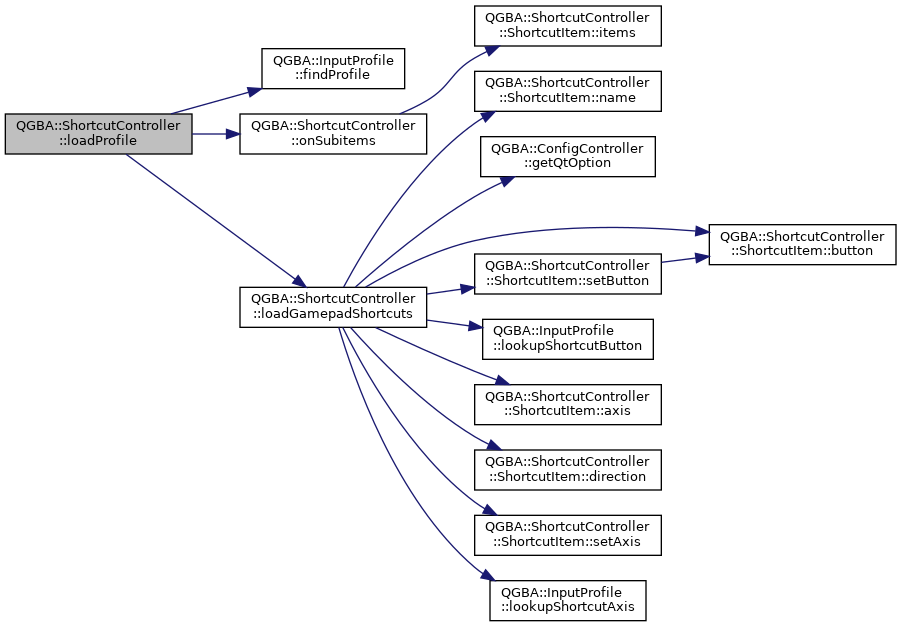 QGBA::ShortcutController
::loadProfile
QGBA::InputProfile
::findProfile
QGBA::ShortcutController
::onSubitems
QGBA::ShortcutController
::loadGamepadShortcuts
QGBA::ShortcutController
::ShortcutItem::items
QGBA::ShortcutController
::ShortcutItem::name
QGBA::ConfigController
::getQtOption
QGBA::ShortcutController
::ShortcutItem::setButton
QGBA::InputProfile
::lookupShortcutButton
QGBA::ShortcutController
::ShortcutItem::axis
QGBA::ShortcutController
::ShortcutItem::direction
QGBA::ShortcutController
::ShortcutItem::setAxis
QGBA::InputProfile
::lookupShortcutAxis
QGBA::ShortcutController
::ShortcutItem::button